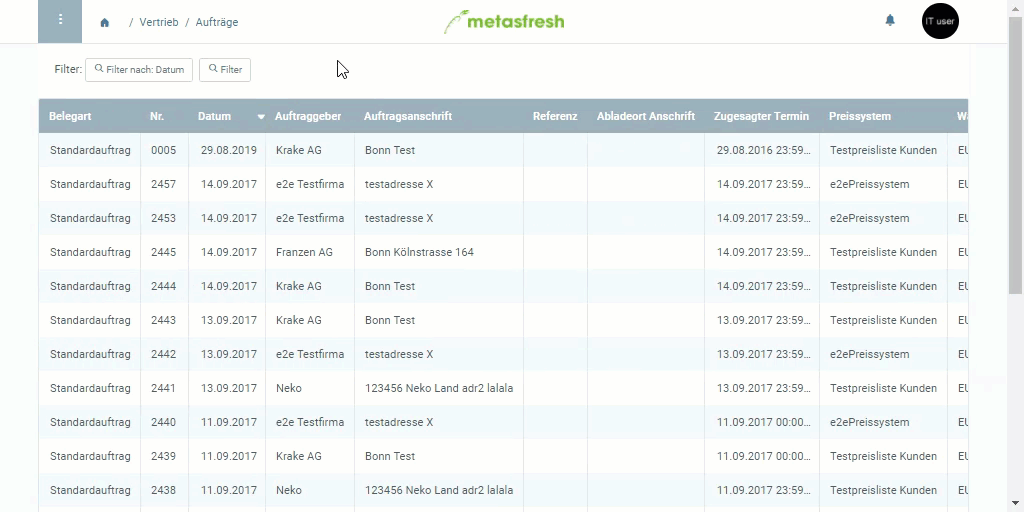 ⋮ / Vertrieb / Aufträge metasfresh IT user
Filter: Filter nach: Datum Filter
Belegart Nr. Datum Auftraggeber Auftragsanschrift Referenz Abladeort Anschrift Zugesagter Termin Preissystem
Standardauftrag 0005 29.08.2019 Krake AG Bonn Test 29.08.2016 23:59... Testpreisliste Kunden EU
Standardauftrag 2457 14.09.2017 e2e Testfirma testadresse X 14.09.2017 23:59... e2ePreissystem EU
Standardauftrag 2453 14.09.2017 e2e Testfirma testadresse X 14.09.2017 23:59... e2ePreissystem EU
Standardauftrag 2445 14.09.2017 Franzen AG Bonn Kölnstrasse 164 14.09.2017 23:59... Testpreisliste Kunden EU
Standardauftrag 2444 14.09.2017 Krake AG Bonn Test 14.09.2017 23:59... Testpreisliste Kunden EU
Standardauftrag 2443 13.09.2017 Krake AG Bonn Test 13.09.2017 23:59... Testpreisliste Kunden EU
Standardauftrag 2442 13.09.2017 e2e Testfirma testadresse X 13.09.2017 23:59... e2ePreissystem EU
Standardauftrag 2441 13.09.2017 Neko 123456 Neko Land adr2 lalala 13.09.2017 23:59... Testpreisliste Kunden EU
Standardauftrag 2440 11.09.2017 e2e Testfirma testadresse X 11.09.2017 00:00... e2ePreissystem EU
Standardauftrag 2439 11.09.2017 Krake AG Bonn Test 11.09.2017 00:00... Testpreisliste Kunden EU
Standardauftrag 2438 11.09.2017 Neko 123456 Neko Land adr2 lalala 11.09.2017 23:59... Testpreisliste Kunden EU